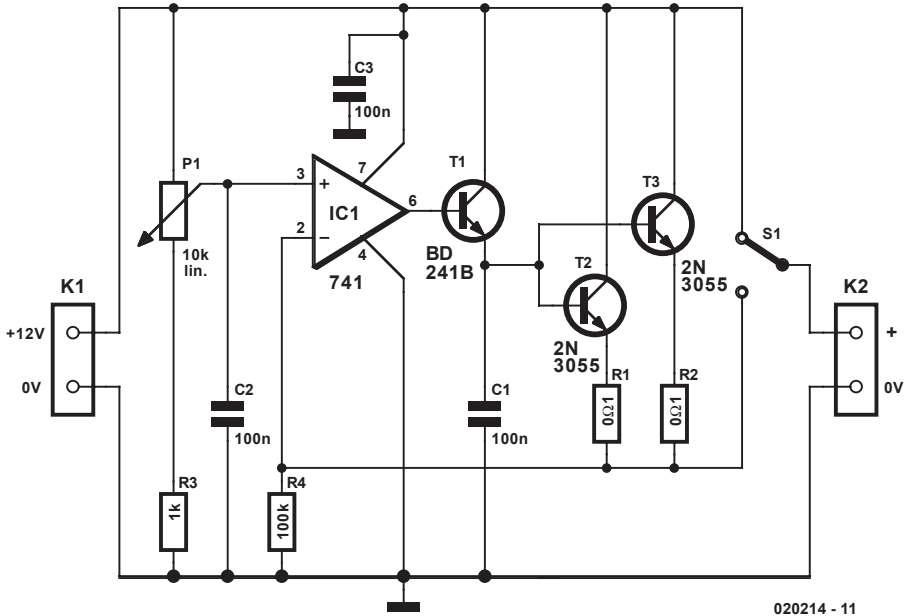 C3
100n
P1
10k
lin.
3
+
7
IC1
2
–
4
6
741
T1
BD
241B
T3
2N
3055
T2
2N
3055
S1
K1
+12V
0V
K2
+
0V
C2
100n
C1
100n
R1
0Ω1
R2
0Ω1
R3
1k
R4
100k
020214 - 11